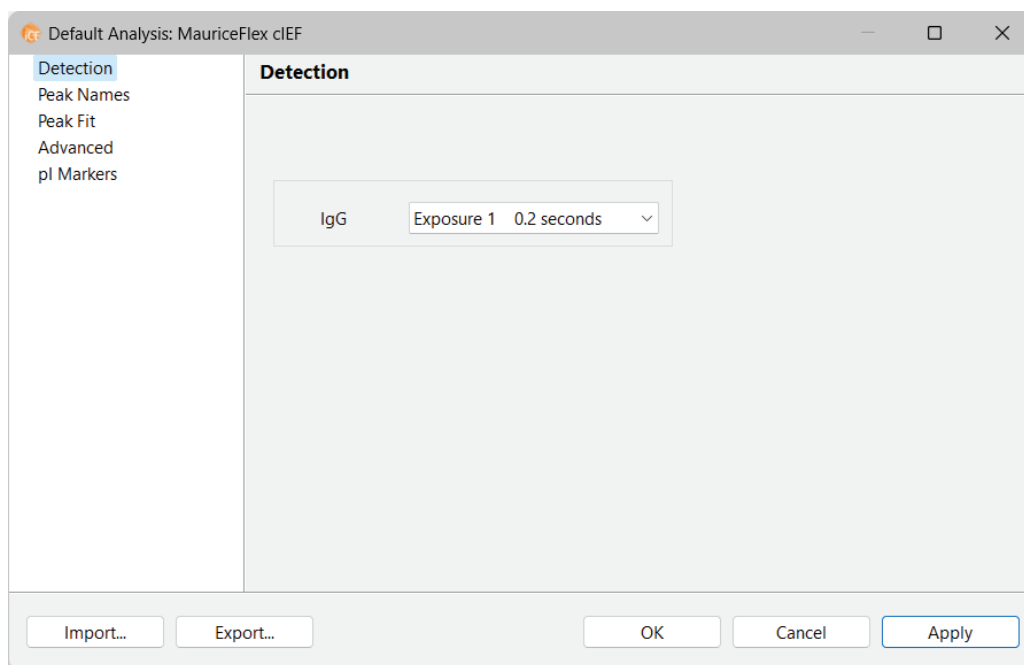 Default Analysis: MauriceFlex cIEF
Detection
Peak Names
Peak Fit
Advanced
pI Markers
Detection
IgG Exposure 1 0.2 seconds
Import... Export... OK Cancel Apply